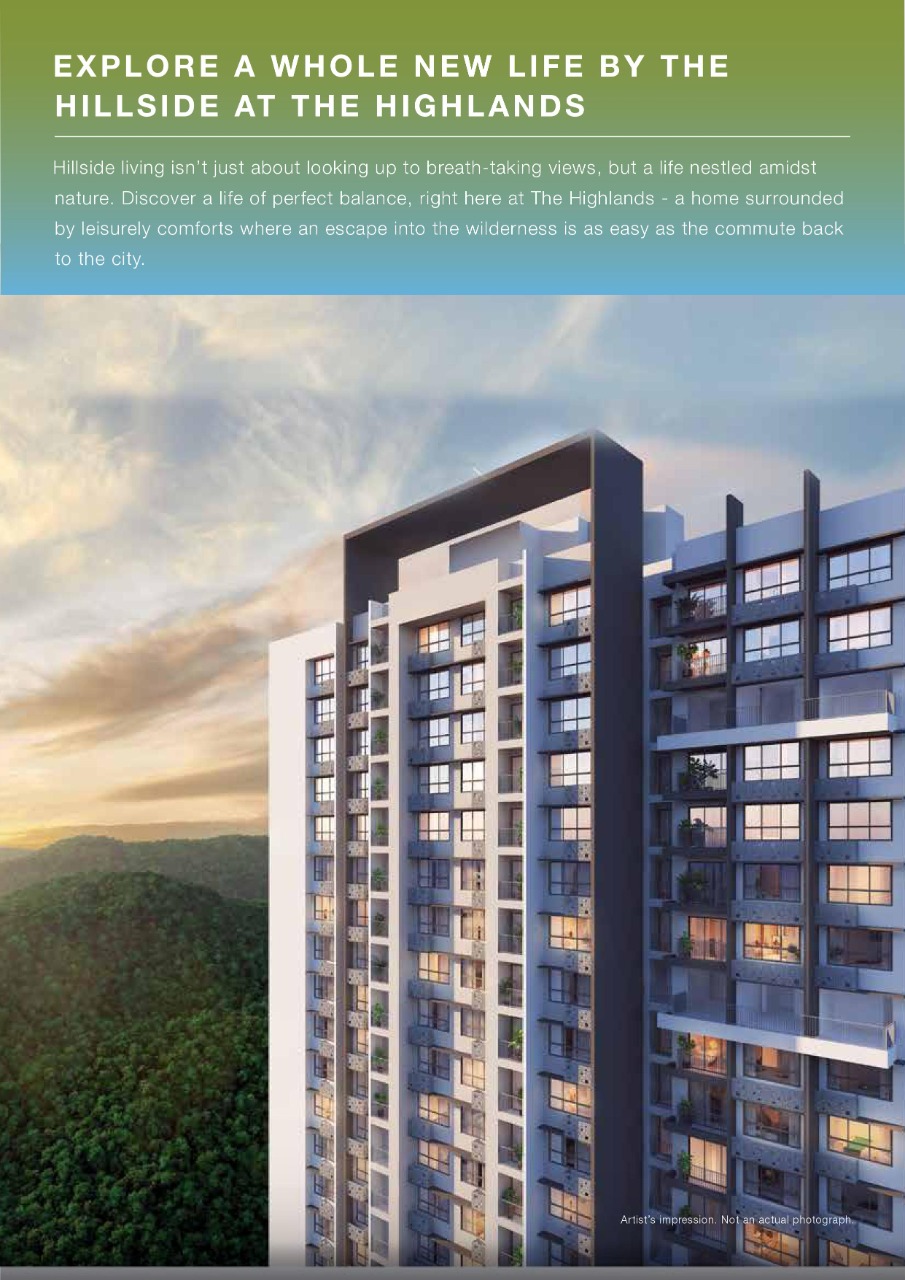 EXPLORE A WHOLE NEW LIFE BY THE
HILLSIDE AT THE HIGHLANDS
Hillside living isn't just about looking up to breath-taking views, but a life nestled amidst
nature. Discover a life of perfect balance, right here at The Highlands - a home surrounded
by leisurely comforts where an escape into the wilderness is as easy as the commute back
to the city.
Artist's impression. Not an actual photograph.